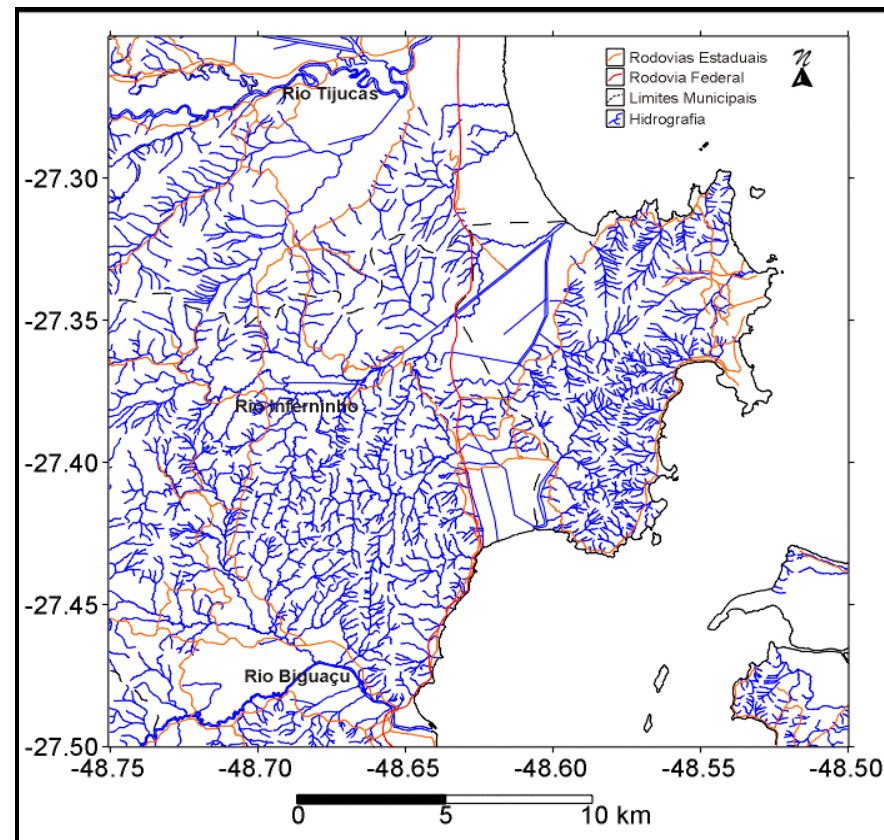 Rodovias Estaduais
Rodovia Federal
Limites Municipais
Hidrografia
N
Rio Tijucas
-27.30
-27.35
Rio Inferninho
-27.40
-27.45
Rio Biguaçu
-27.50
-48.75 -48.70 -48.65 -48.60 -48.55 -48.50
0 5 10 km